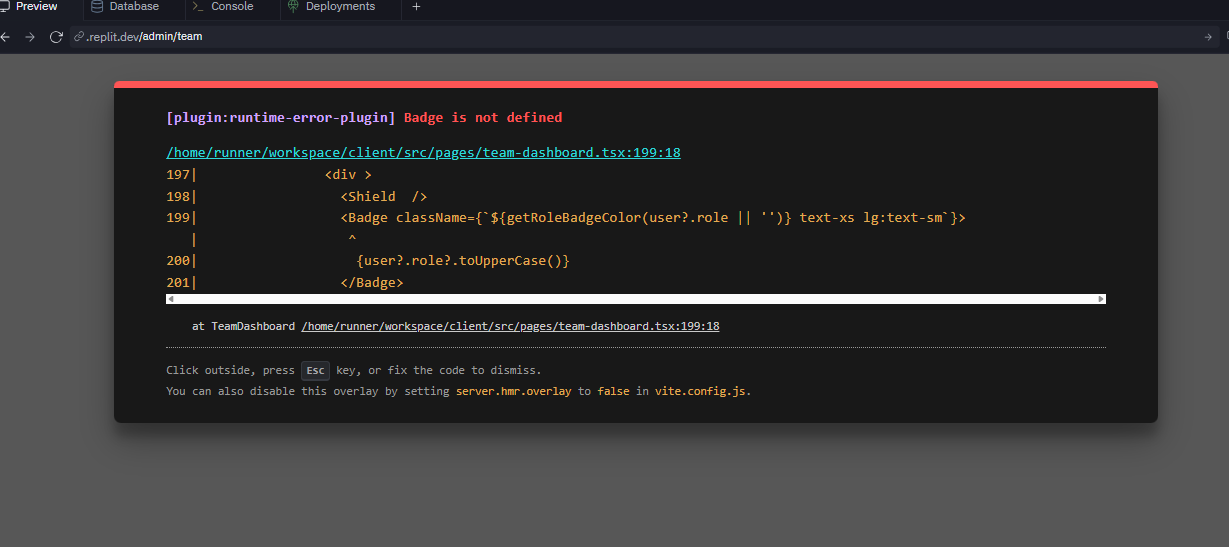 Preview Database Console Deployments
.replit.dev/admin/team
[plugin:runtime-error-plugin] Badge is not defined
/home/runner/workspace/client/src/pages/team-dashboard.tsx:199:18
197|                <div >
198|                  <Shield  />
199|                  <Badge className={`${getRoleBadgeColor(user?.role || '')} text-xs lg:text-sm`}>
   |                   ^
200|                    {user?.role?.toUpperCase()}
201|                  </Badge>
at TeamDashboard /home/runner/workspace/client/src/pages/team-dashboard.tsx:199:18
Click outside, press Esc key, or fix the code to dismiss.
You can also disable this overlay by setting server.hmr.overlay to false in vite.config.js.